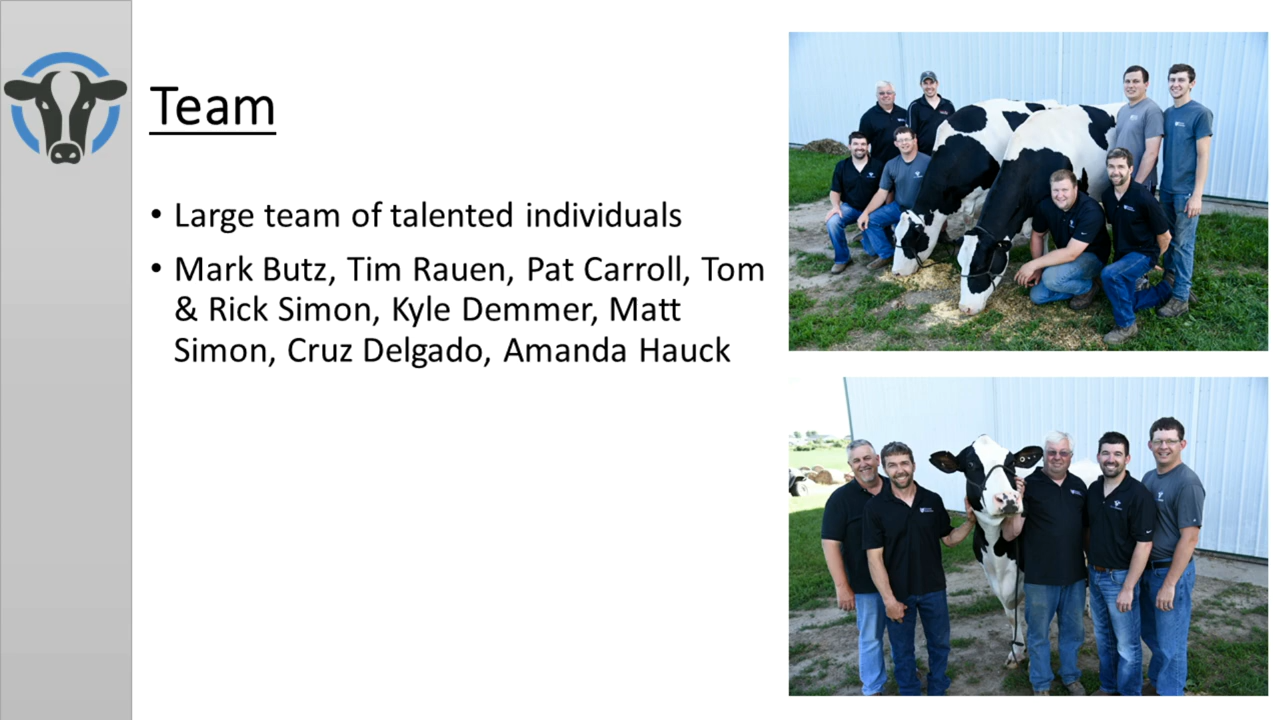 Team
• Large team of talented individuals
• Mark Butz, Tim Rauen, Pat Carroll, Tom
& Rick Simon, Kyle Demmer, Matt
Simon, Cruz Delgado, Amanda Hauck